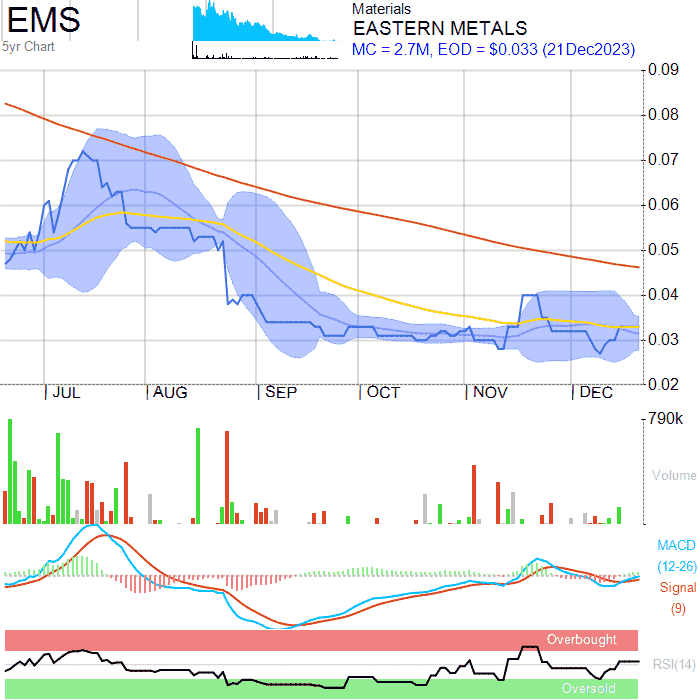 EMS
5yr Chart
Materials
EASTERN METALS
MC = 2.7M, EOD = $0.033 (21Dec2023)
0.09
0.08
0.07
0.06
0.05
0.04
0.03
0.02
JUL AUG SEP OCT NOV DEC
790k
Volume
MACD
(12-26)
Signal
(9)
Overbought
RSI(14)
Oversold